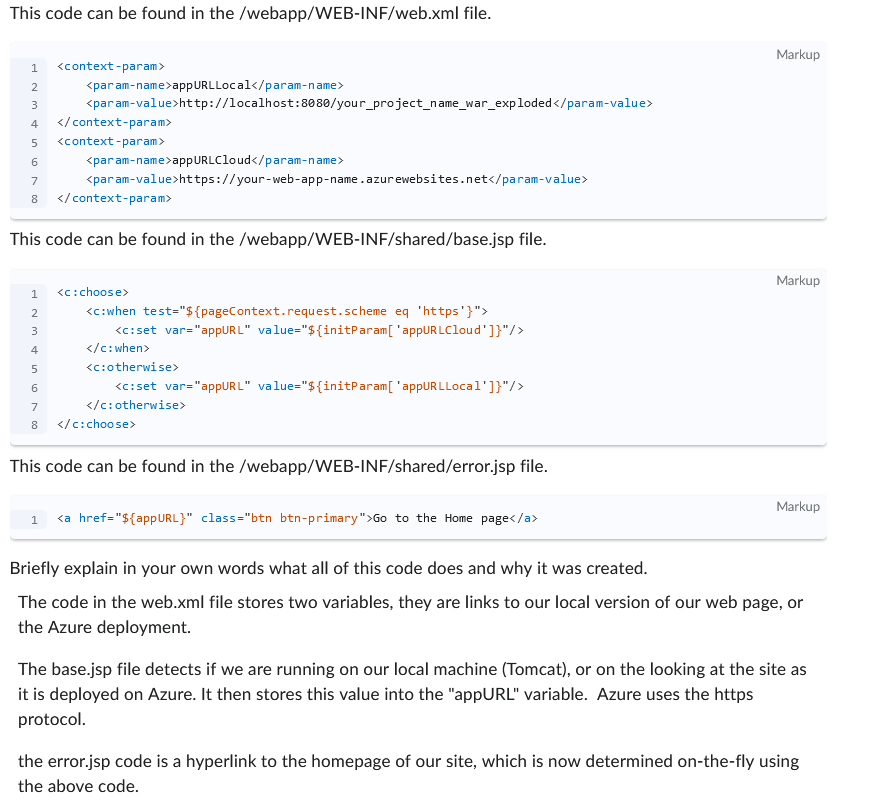 This code can be found in the /webapp/WEB-INF/web.xml file.
Markup
1 <context-param>
2     <param-name>appURLLocal</param-name>
3     <param-value>http://localhost:8080/your_project_name_war_exploded</param-value>
4 </context-param>
5 <context-param>
6     <param-name>appURLCloud</param-name>
7     <param-value>https://your-web-app-name.azurewebsites.net</param-value>
8 </context-param>
This code can be found in the /webapp/WEB-INF/shared/base.jsp file.
Markup
1 <c:choose>
2     <c:when test="${pageContext.request.scheme eq 'https'}">
3         <c:set var="appURL" value="${initParam['appURLCloud']}"/>
4     </c:when>
5     <c:otherwise>
6         <c:set var="appURL" value="${initParam['appURLLocal']}"/>
7     </c:otherwise>
8 </c:choose>
This code can be found in the /webapp/WEB-INF/shared/error.jsp file.
Markup
1 <a href="${appURL}" class="btn btn-primary">Go to the Home page</a>
Briefly explain in your own words what all of this code does and why it was created.
The code in the web.xml file stores two variables, they are links to our local version of our web page, or
the Azure deployment.
The base.jsp file detects if we are running on our local machine (Tomcat), or on the looking at the site as
it is deployed on Azure. It then stores this value into the "appURL" variable.  Azure uses the https
protocol.
the error.jsp code is a hyperlink to the homepage of our site, which is now determined on-the-fly using
the above code.